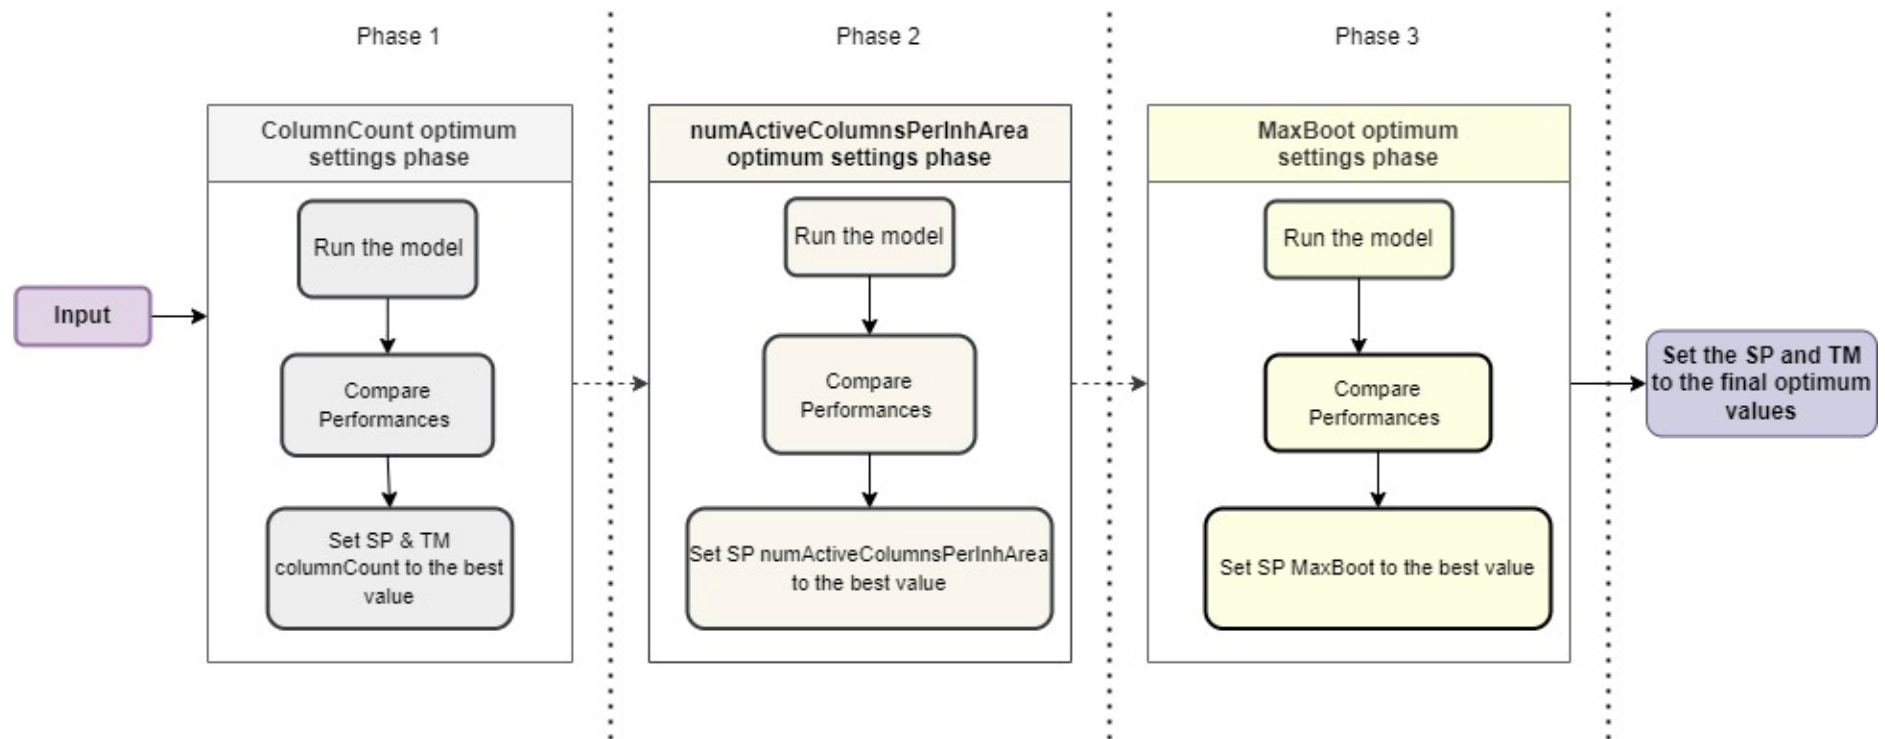 Phase 1
Phase 2
Phase 3
ColumnCount optimum
settings phase
numActiveColumnsPerInhArea
optimum settings phase
MaxBoot optimum
settings phase
Run the model
Run the model
Run the model
Input
Compare
Performances
Compare
Performances
Compare
Performances
Set the SP and TM
to the final optimum
values
Set SP & TM
columnCount to the best
value
Set SP numActiveColumnsPerInhArea
to the best value
Set SP MaxBoot to the best value